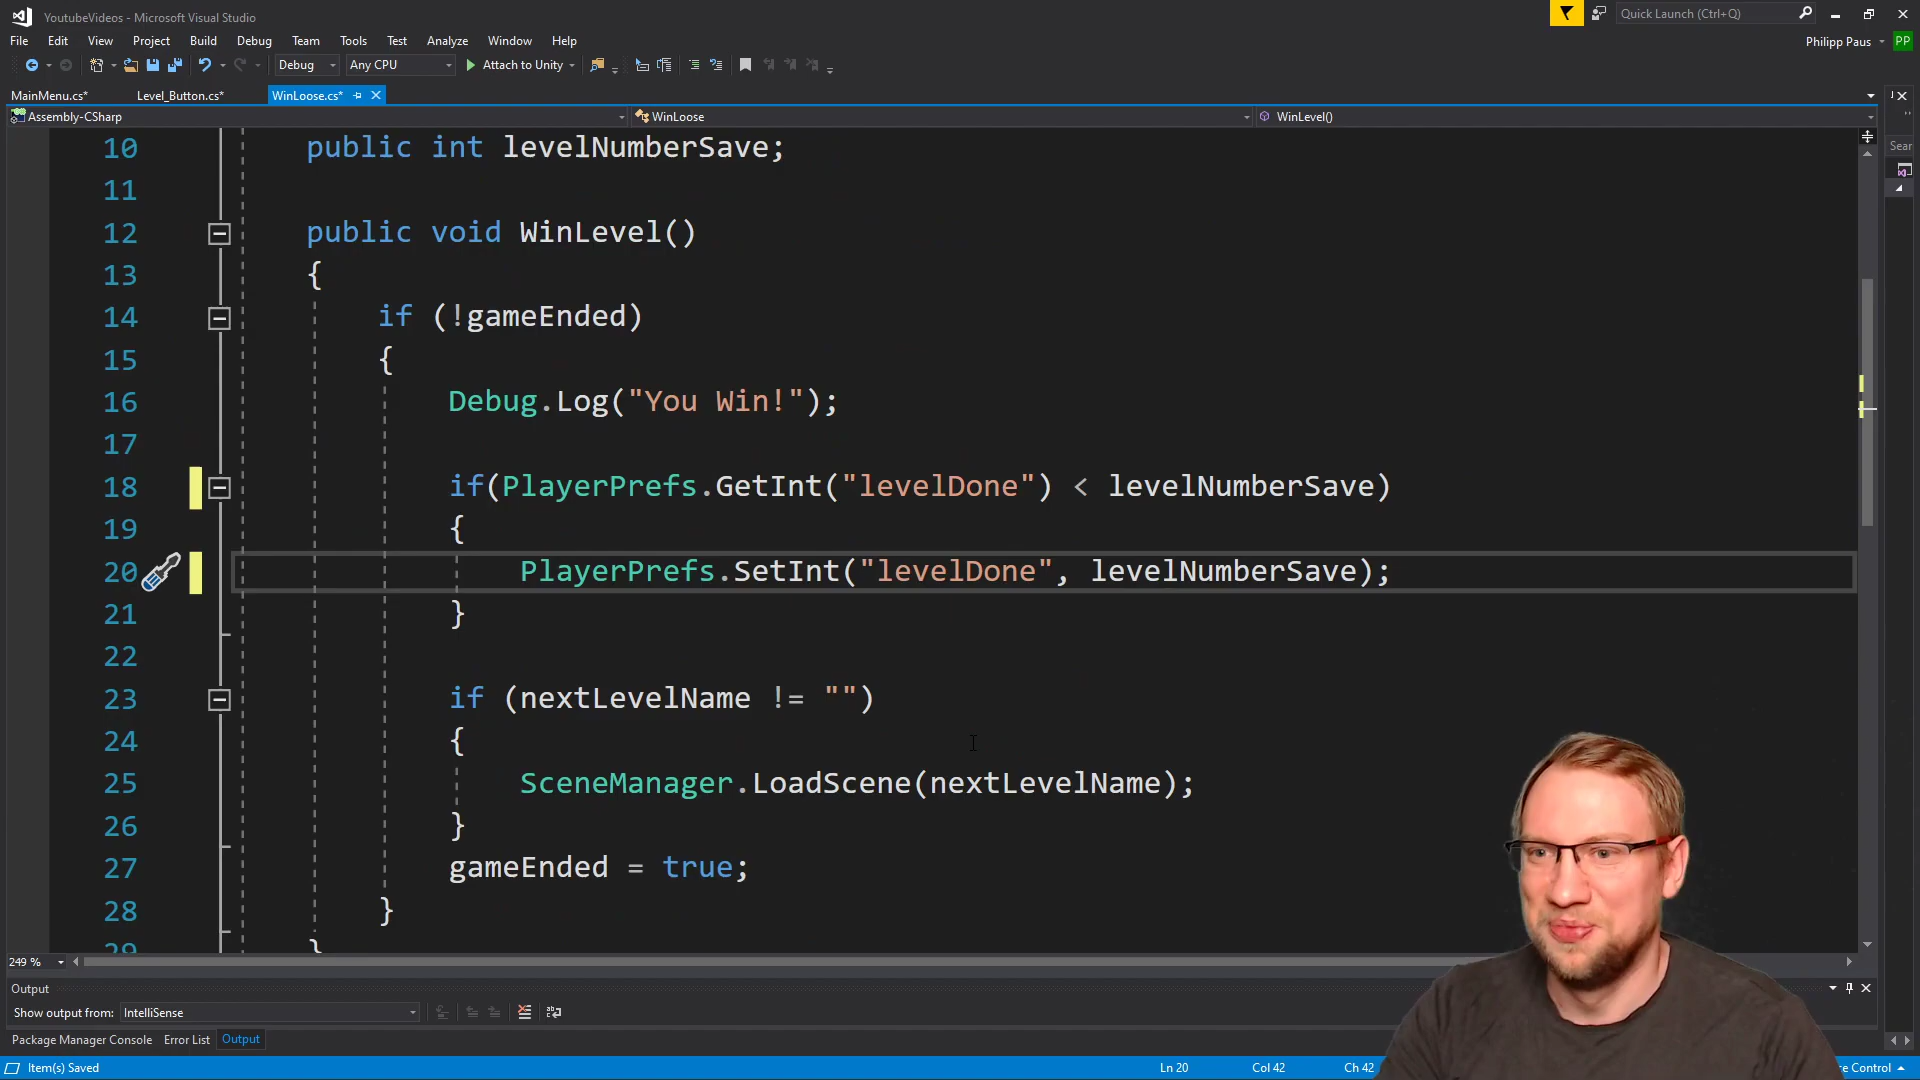 YoutubeVideos - Microsoft Visual Studio
Quick Launch (Ctrl+Q)
File Edit View Project Build Debug Team Tools Test Analyze Window Help
Philipp Paus PP
Debug Any CPU Attach to Unity
MainMenu.cs* Level_Button.cs* WinLoose.cs*
Assembly-CSharp WinLoose WinLevel()
Sear
10 public int levelNumberSave;
11
12 public void WinLevel()
13 {
14 if (!gameEnded)
15 {
16 Debug.Log("You Win!");
17
18 if(PlayerPrefs.GetInt("levelDone") < levelNumberSave)
19 {
20 PlayerPrefs.SetInt("levelDone", levelNumberSave);
21 }
22
23 if (nextLevelName != "")
24 {
25 SceneManager.LoadScene(nextLevelName);
26 }
27 gameEnded = true;
28 }
29 }
249 %
Output
Show output from: IntelliSense
Package Manager Console Error List Output
Item(s) Saved Ln 20 Col 42 Ch 42 Control